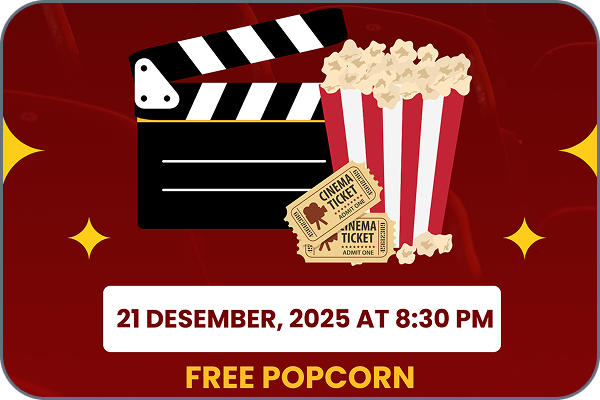 CINEMA
TICKET
ADMIT ONE
CINEMA
TICKET
ADMIT ONE
21 DESEMBER, 2025 AT 8:30 PM
FREE POPCORN